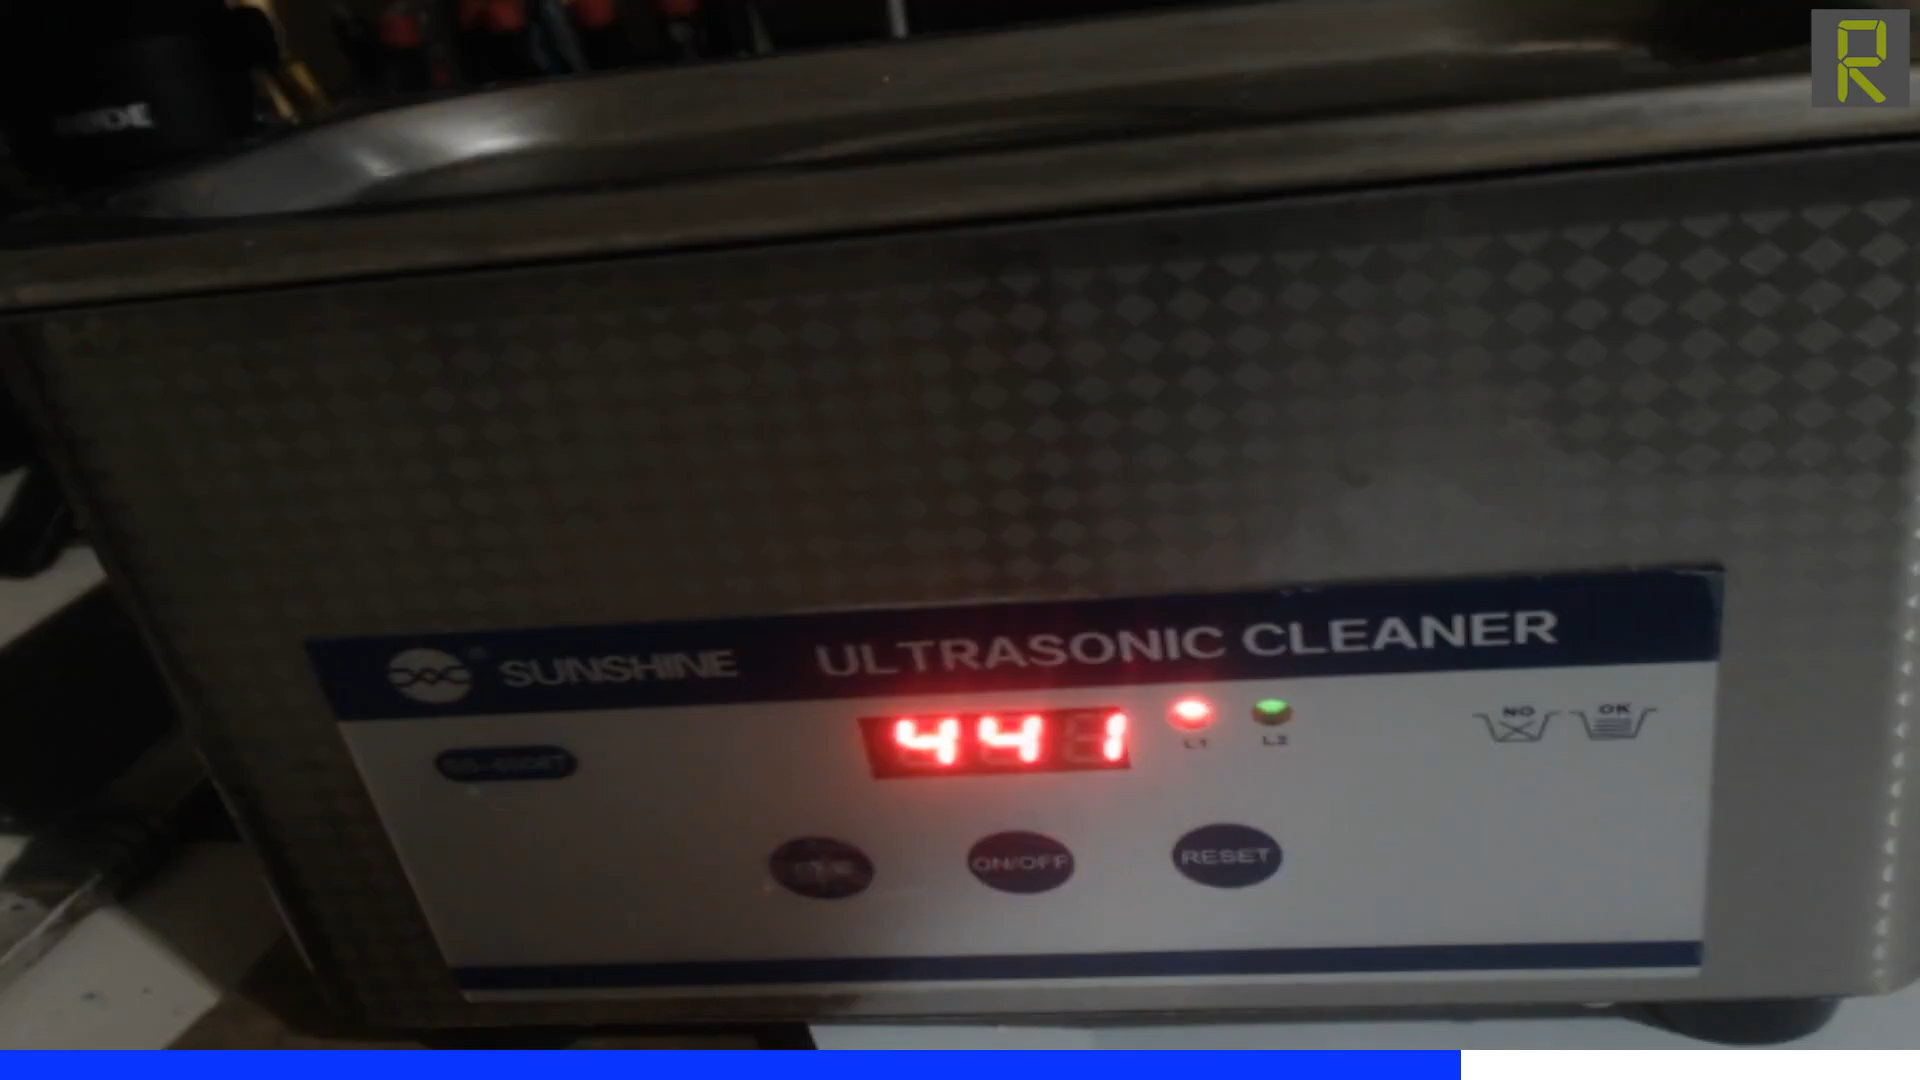 R
SUNSHINE ULTRASONIC CLEANER
441
L1 L2
NO OK
ON/OFF RESET